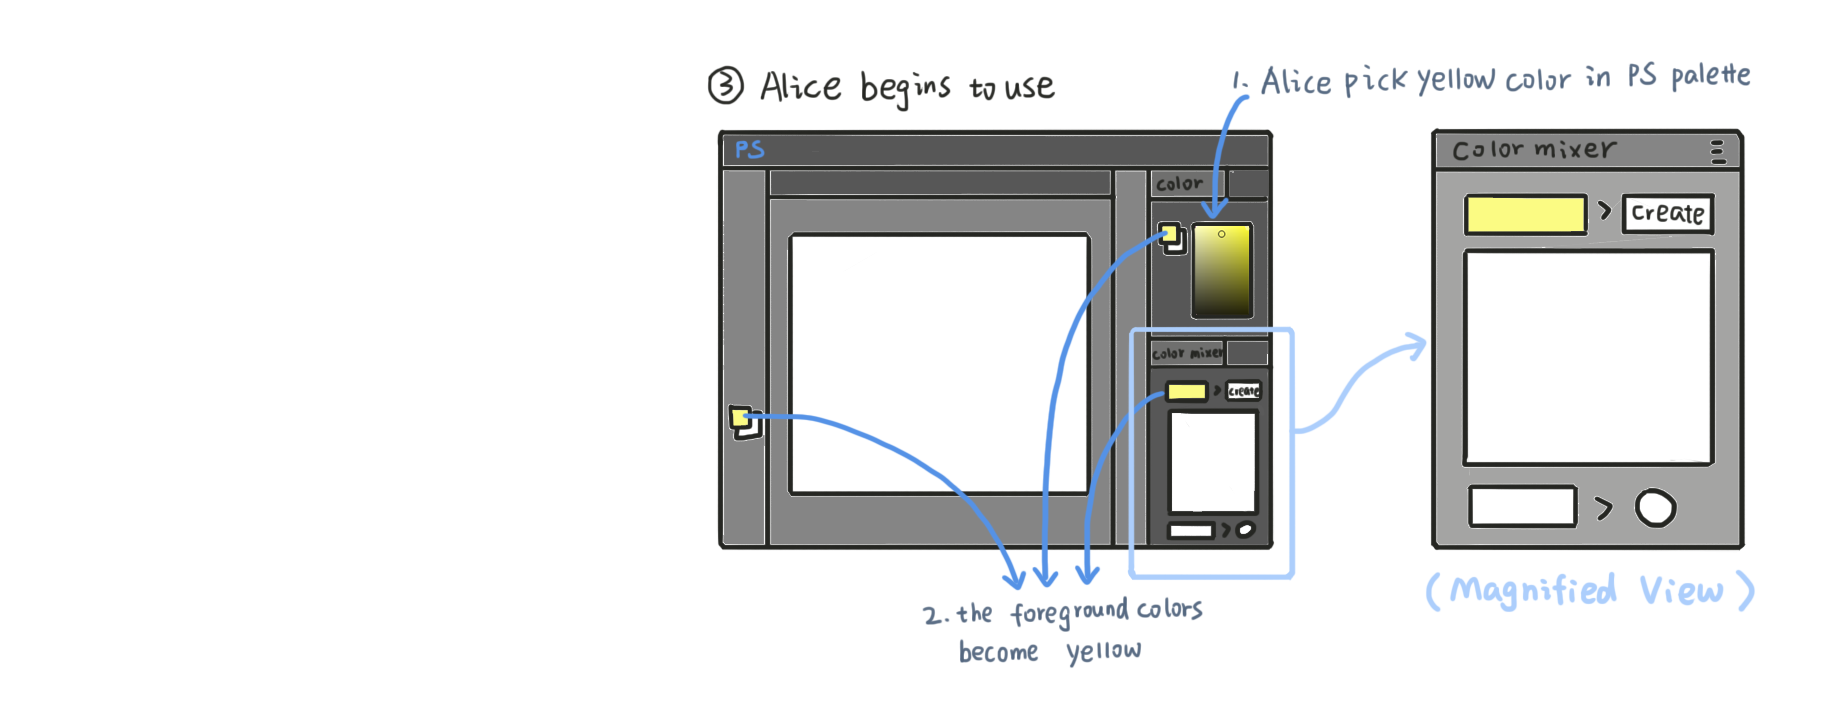 ③ Alice begins to use
1. Alice pick yellow color in PS palette
PS
color
color mixer
> create
>
2. the foreground colors
become yellow
Color mixer
> create
>
(Magnified View)